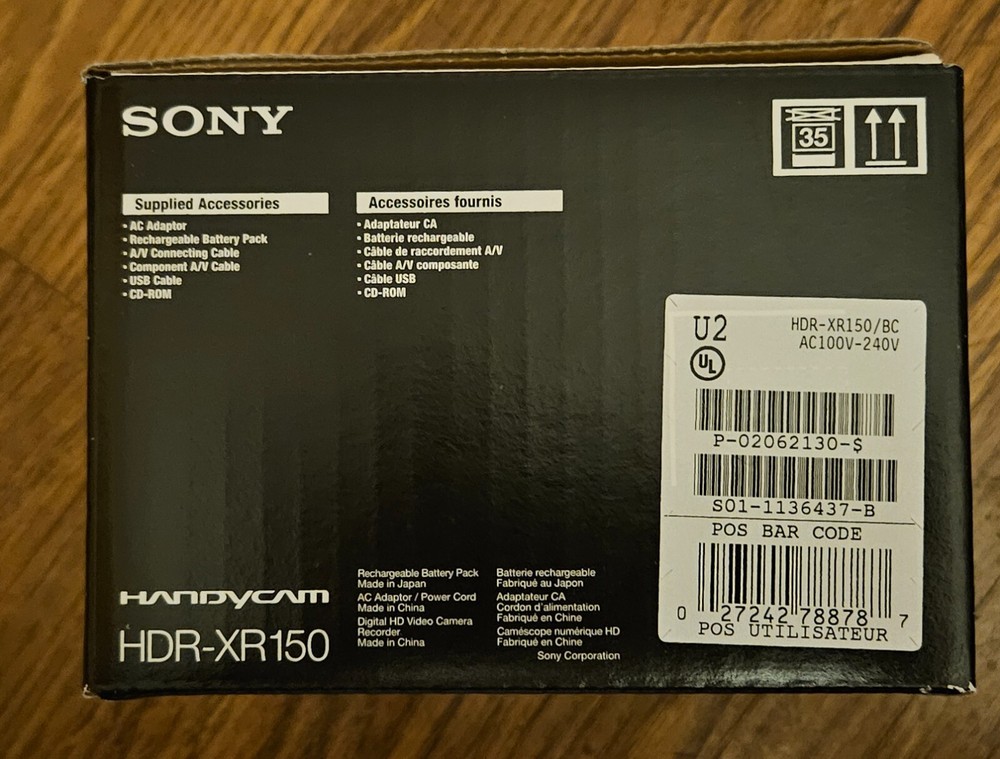 SONY
35
Supplied Accessories
• AC Adaptor
• Rechargeable Battery Pack
• A/V Connecting Cable
• Component A/V Cable
• USB Cable
• CD-ROM
Accessoires fournis
• Adaptateur CA
• Batterie rechargeable
• Câble de raccordement A/V
• Câble A/V composante
• Câble USB
• CD-ROM
U2
UL
HDR-XR150/BC
AC100V-240V
P-02062130-$
S01-1136437-B
POS BAR CODE
0 27242 78878 7
POS UTILISATEUR
HANDYCAM
HDR-XR150
Rechargeable Battery Pack
Made in Japan
AC Adaptor / Power Cord
Made in China
Digital HD Video Camera
Recorder
Made in China
Batterie rechargeable
Fabriqué au Japon
Adaptateur CA
Cordon d'alimentation
Fabriqué en Chine
Caméscope numérique HD
Fabriqué en Chine
Sony Corporation